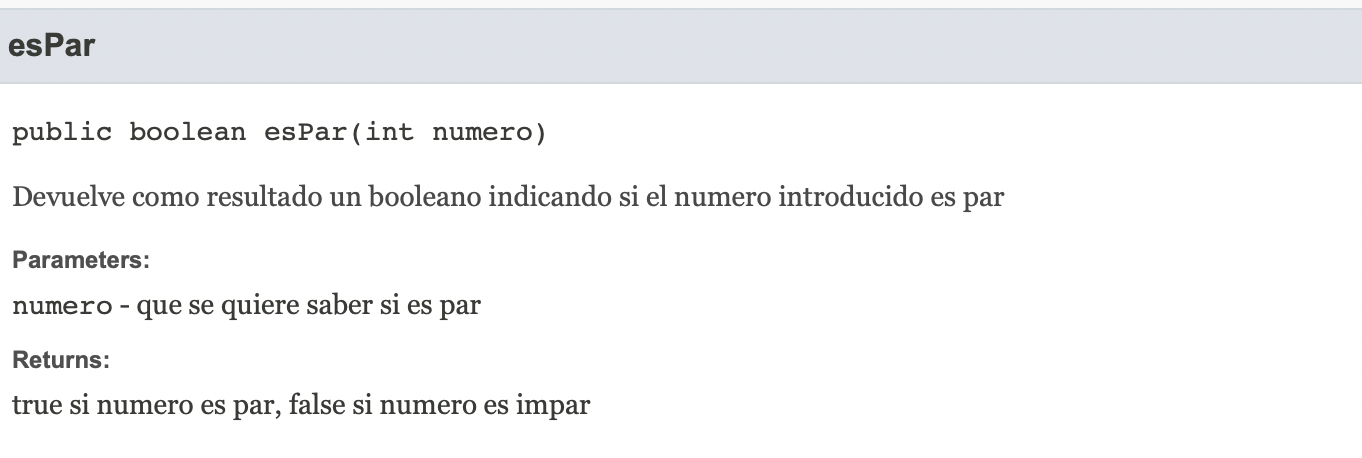 esPar
public boolean esPar(int numero)
Devuelve como resultado un booleano indicando si el numero introducido es par
Parameters:
numero - que se quiere saber si es par
Returns:
true si numero es par, false si numero es impar